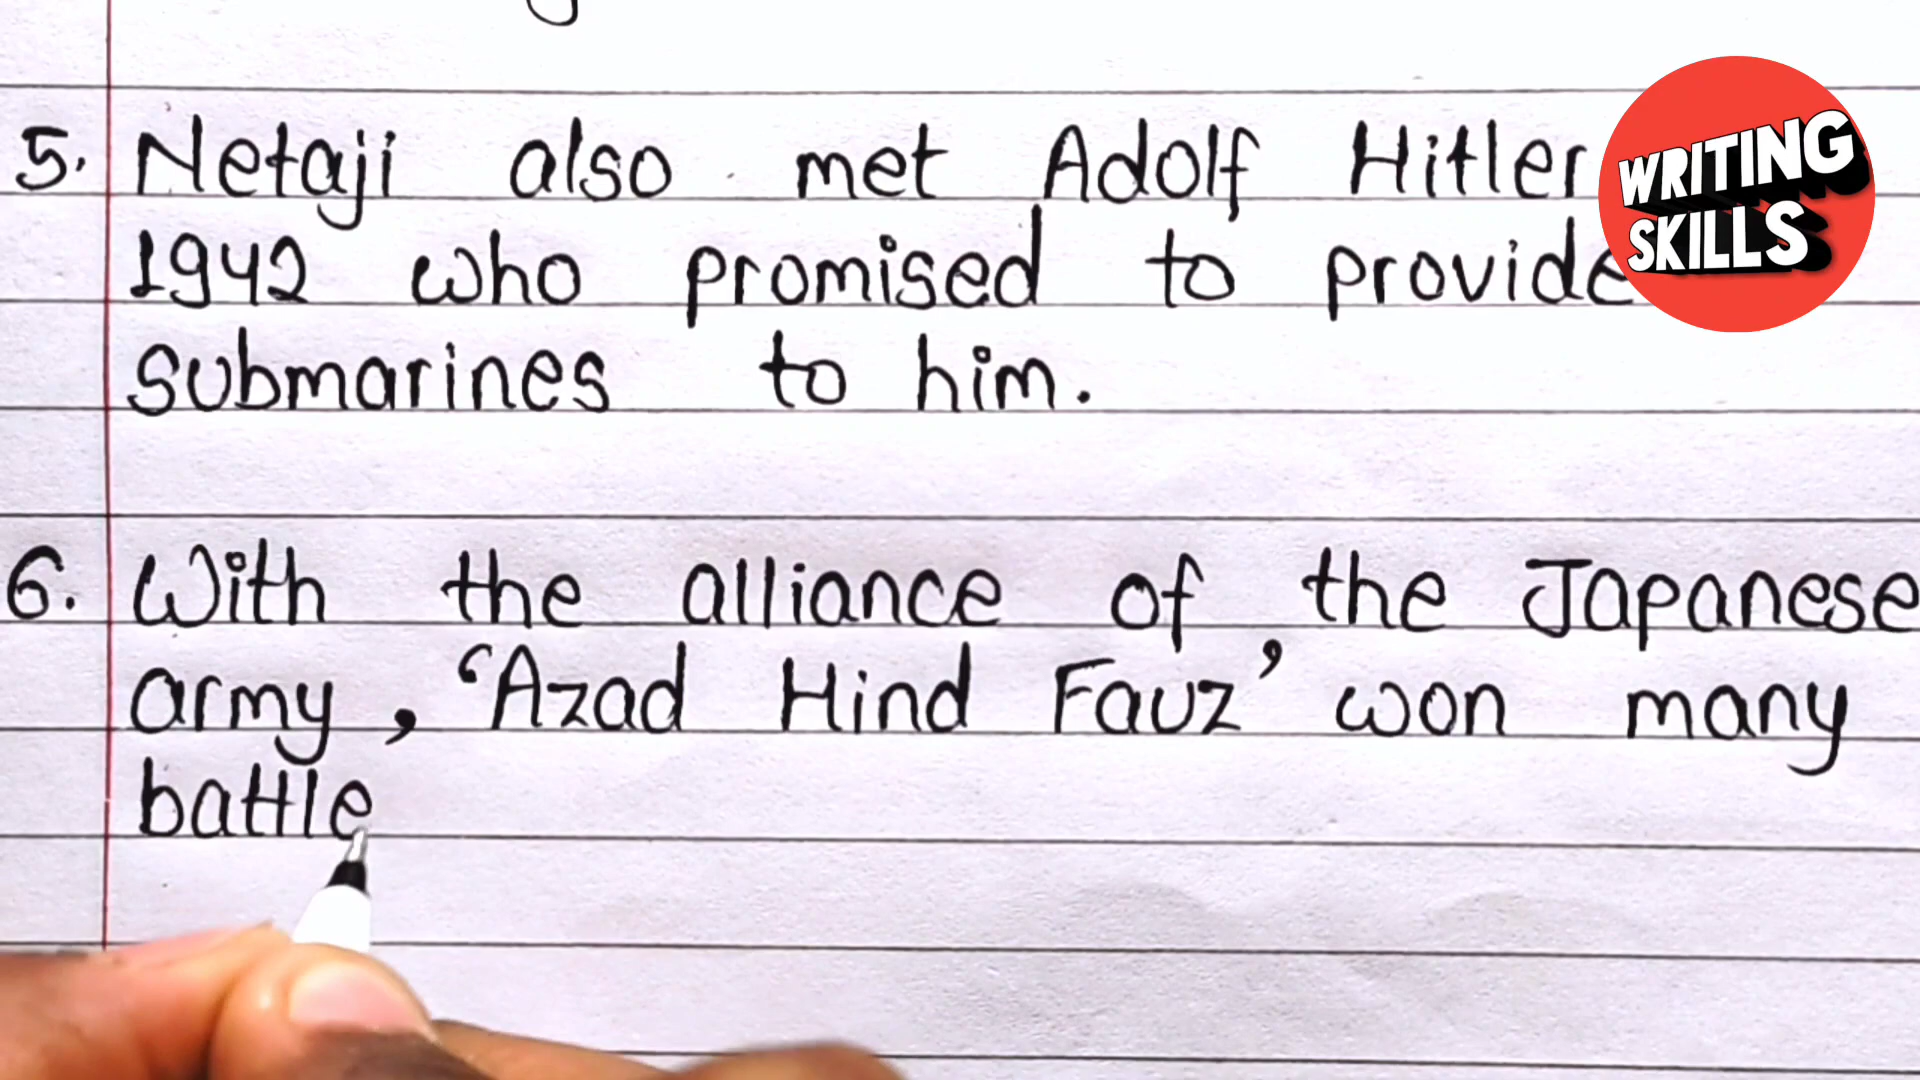 5. Netaji also met Adolf Hitler
1942 who promised to provide
submarines to him.
6. With the alliance of the Japanese
army, 'Azad Hind Fauz' won many
battle
WRITING
SKILLS